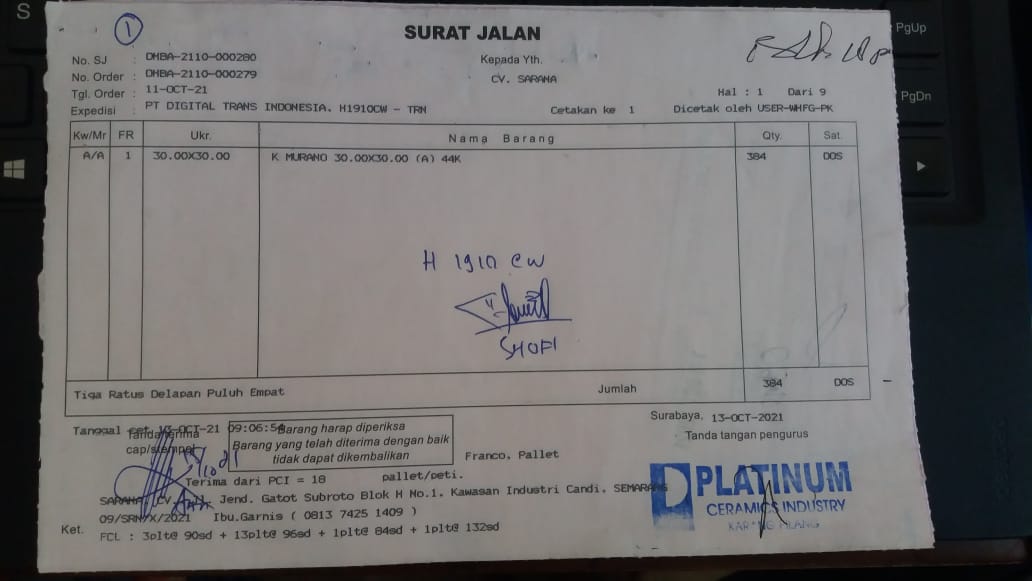 1
SURAT JALAN
No. SJ : DMBA-2110-000280
No. Order : DMBA-2110-000279
Tgl. Order : 11-OCT-21
Expedisi : PT DIGITAL TRANS INDONESIA. H1910CW - TRN
Kepada Yth.
CV. SARANA
Cetakan ke 1
Hal : 1 Dari 9
Dicetak oleh USER-WHFG-PK
Kw/Mr FR Ukr. Nama Barang Qty. Sat.
A/A 1 30.00X30.00 K MURANO 30.00X30.00 (A) 44K 384 DOS
H 1910 CW
SHOFI
Tiga Ratus Delapan Puluh Empat Jumlah 384 DOS
Tanggal cet. 13-OCT-21 09:06:54
Tanda terima
cap/stempel
Barang harap diperiksa
Barang yang telah diterima dengan baik
tidak dapat dikembalikan
Surabaya, 13-OCT-2021
Tanda tangan pengurus
Franco. Pallet
Terima dari PCI = 18 pallet/peti.
SARANA, CV. Jend. Gatot Subroto Blok H No.1. Kawasan Industri Candi. SEMARANG
09/SRN/X/2021 Ibu.Garnis ( 0813 7425 1409 )
Ket. FCL : 3plt@ 90sd + 13plt@ 96sd + 1plt@ 84sd + 1plt@ 132sd
PLATINUM
CERAMICS INDUSTRY
KARANG PILANG
S
PgUp
PgDn